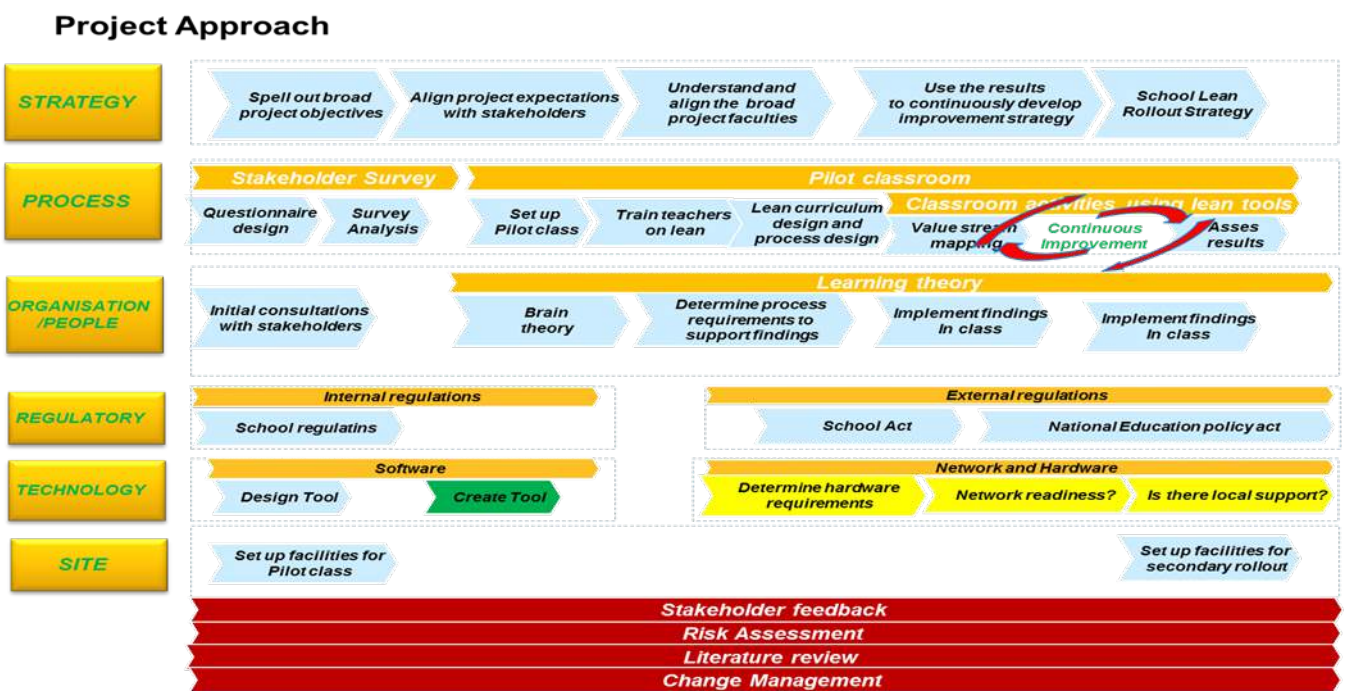 Project Approach
STRATEGY
Spell out broad
project objectives
Align project expectations
with stakeholders
Understand and
align the broad
project faculties
Use the results
to continuously develop
improvement strategy
School Lean
Rollout Strategy
PROCESS
Stakeholder Survey
Pilot classroom
Questionnaire
design
Survey
Analysis
Set up
Pilot class
Train teachers
on lean
Lean curriculum
design and
process design
Classroom activities using lean tools
Value stream
mapping
Continuous
Improvement
Asses
results
ORGANISATION
/PEOPLE
Learning theory
Initial consultations
with stakeholders
Brain
theory
Determine process
requirements to
support findings
Implement findings
In class
Implement findings
In class
REGULATORY
Internal regulations
School regulatins
External regulations
School Act
National Education policy act
TECHNOLOGY
Software
Design Tool
Create Tool
Network and Hardware
Determine hardware
requirements
Network readiness?
Is there local support?
SITE
Set up facilities for
Pilot class
Set up facilities for
secondary rollout
Stakeholder feedback
Risk Assessment
Literature review
Change Management